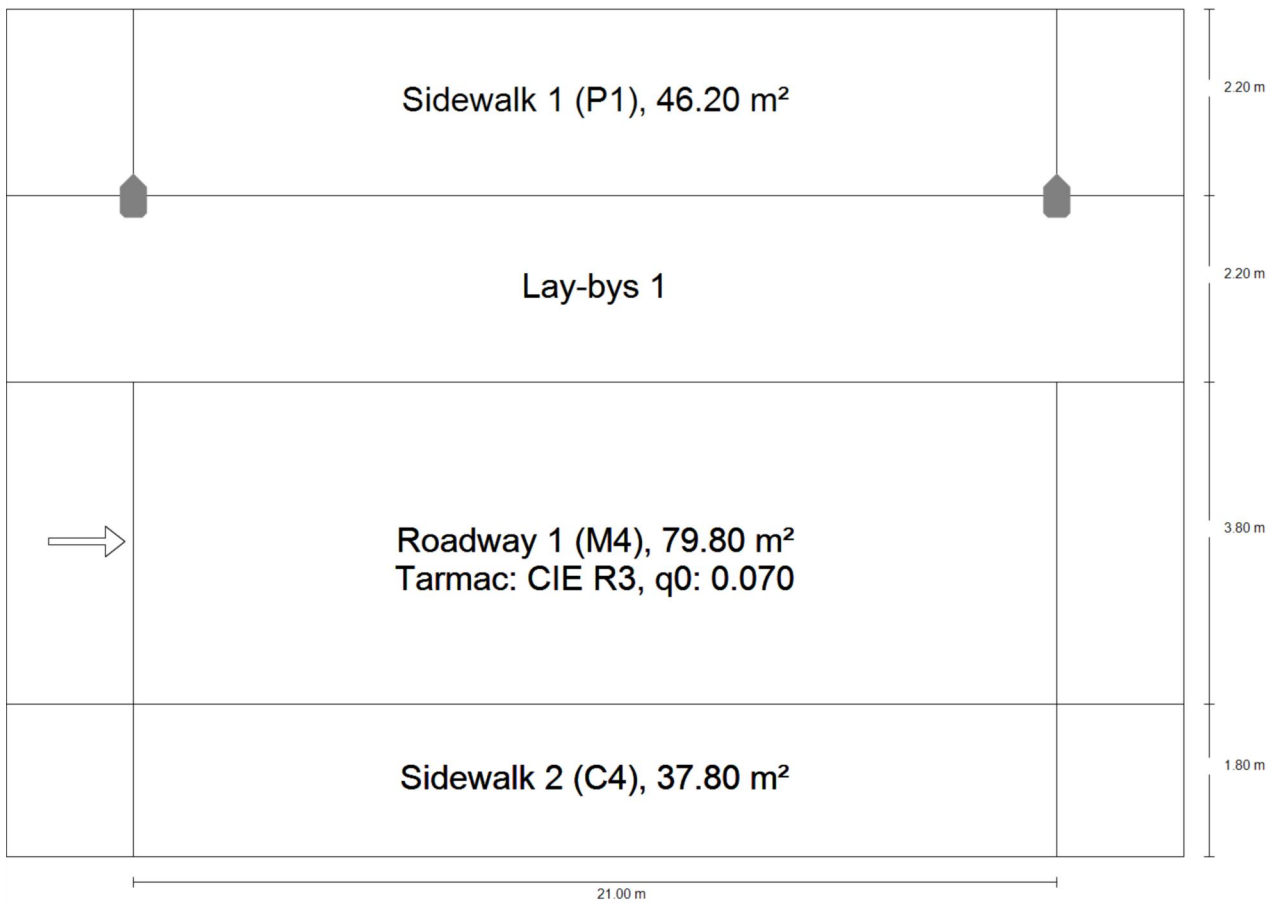 Sidewalk 1 (P1), 46.20 m²
2.20 m
Lay-bys 1
2.20 m
Roadway 1 (M4), 79.80 m²
Tarmac: CIE R3, q0: 0.070
3.80 m
Sidewalk 2 (C4), 37.80 m²
1.80 m
21.00 m